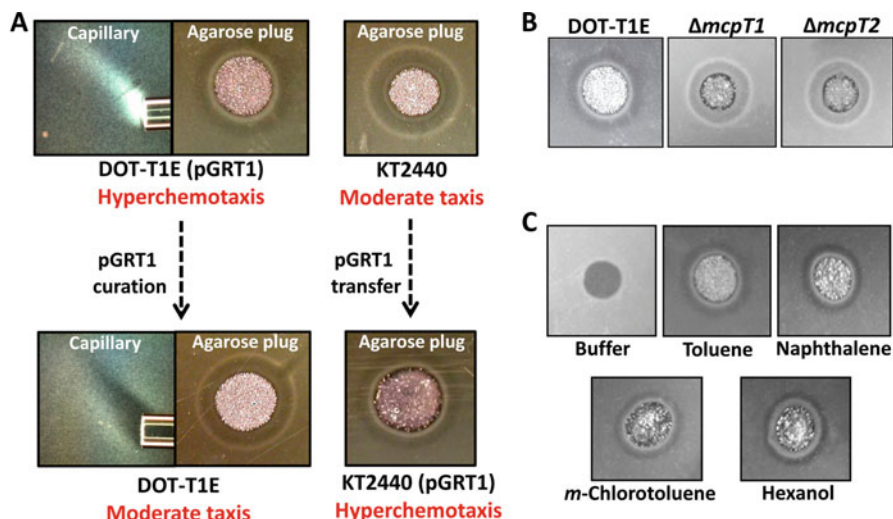 A
Capillary
Agarose plug
Agarose plug
DOT-T1E (pGRT1)
Hyperchemotaxis
KT2440
Moderate taxis
pGRT1
curation
pGRT1
transfer
Capillary
Agarose plug
Agarose plug
DOT-T1E
Moderate taxis
KT2440 (pGRT1)
Hyperchemotaxis
B
DOT-T1E
ΔmcpT1
ΔmcpT2
C
Buffer
Toluene
Naphthalene
m-Chlorotoluene
Hexanol